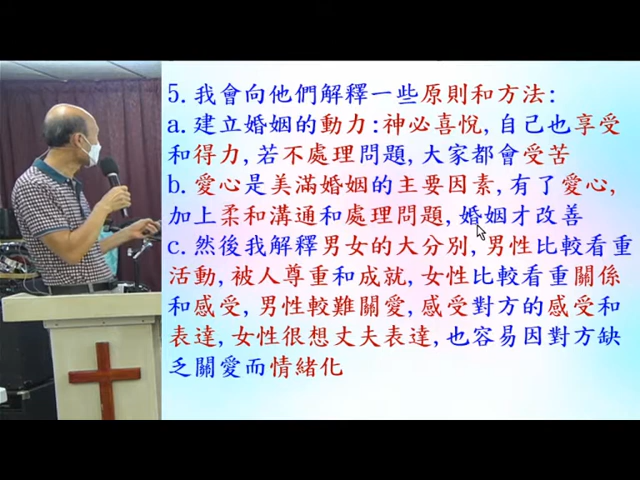 5. 我會向他們解釋一些原則和方法:
a. 建立婚姻的動力:神必喜悅, 自己也享受
和得力, 若不處理問題, 大家都會受苦
b. 愛心是美滿婚姻的主要因素, 有了愛心,
加上柔和溝通和處理問題, 婚姻才改善
c. 然後我解釋男女的大分別, 男性比較看重
活動, 被人尊重和成就, 女性比較看重關係
和感受, 男性較難關愛, 感受對方的感受和
表達, 女性很想丈夫表達, 也容易因對方缺
乏關愛而情緒化